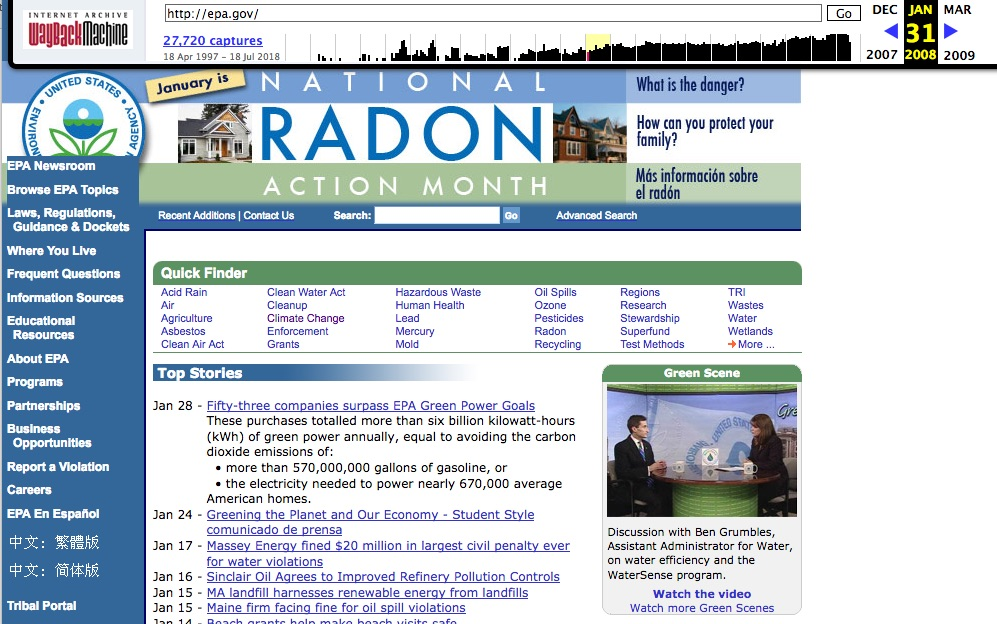 INTERNET ARCHIVE
WayBackMachine
http://epa.gov/
Go
27,720 captures
18 Apr 1997 – 18 Jul 2018
DEC
JAN
MAR
31
2007
2008
2009
UNITED STATES
ENVIRON
AGENCY
January is
NATIONAL
RADON
ACTION MONTH
What is the danger?
How can you protect your
family?
Más información sobre
el radón
Recent Additions | Contact Us
Search:
Go
Advanced Search
EPA Newsroom
Browse EPA Topics
Laws, Regulations,
Guidance & Dockets
Where You Live
Frequent Questions
Information Sources
Educational
Resources
About EPA
Programs
Partnerships
Business
Opportunities
Report a Violation
Careers
EPA En Español
中文: 繁體版
中文: 简体版
Tribal Portal
Quick Finder
Acid Rain
Air
Agriculture
Asbestos
Clean Air Act
Clean Water Act
Cleanup
Climate Change
Enforcement
Grants
Hazardous Waste
Human Health
Lead
Mercury
Mold
Oil Spills
Ozone
Pesticides
Radon
Recycling
Regions
Research
Stewardship
Superfund
Test Methods
TRI
Wastes
Water
Wetlands
More ...
Top Stories
Jan 28 - Fifty-three companies surpass EPA Green Power Goals
These purchases totalled more than six billion kilowatt-hours
(kWh) of green power annually, equal to avoiding the carbon
dioxide emissions of:
• more than 570,000,000 gallons of gasoline, or
• the electricity needed to power nearly 670,000 average
American homes.
Jan 24 - Greening the Planet and Our Economy - Student Style
comunicado de prensa
Jan 17 - Massey Energy fined $20 million in largest civil penalty ever
for water violations
Jan 16 - Sinclair Oil Agrees to Improved Refinery Pollution Controls
Jan 15 - MA landfill harnesses renewable energy from landfills
Jan 15 - Maine firm facing fine for oil spill violations
Jan 14 - Beach grants help make beach visits safe
Green Scene
Gre
Discussion with Ben Grumbles,
Assistant Administrator for Water,
on water efficiency and the
WaterSense program.
Watch the video
Watch more Green Scenes